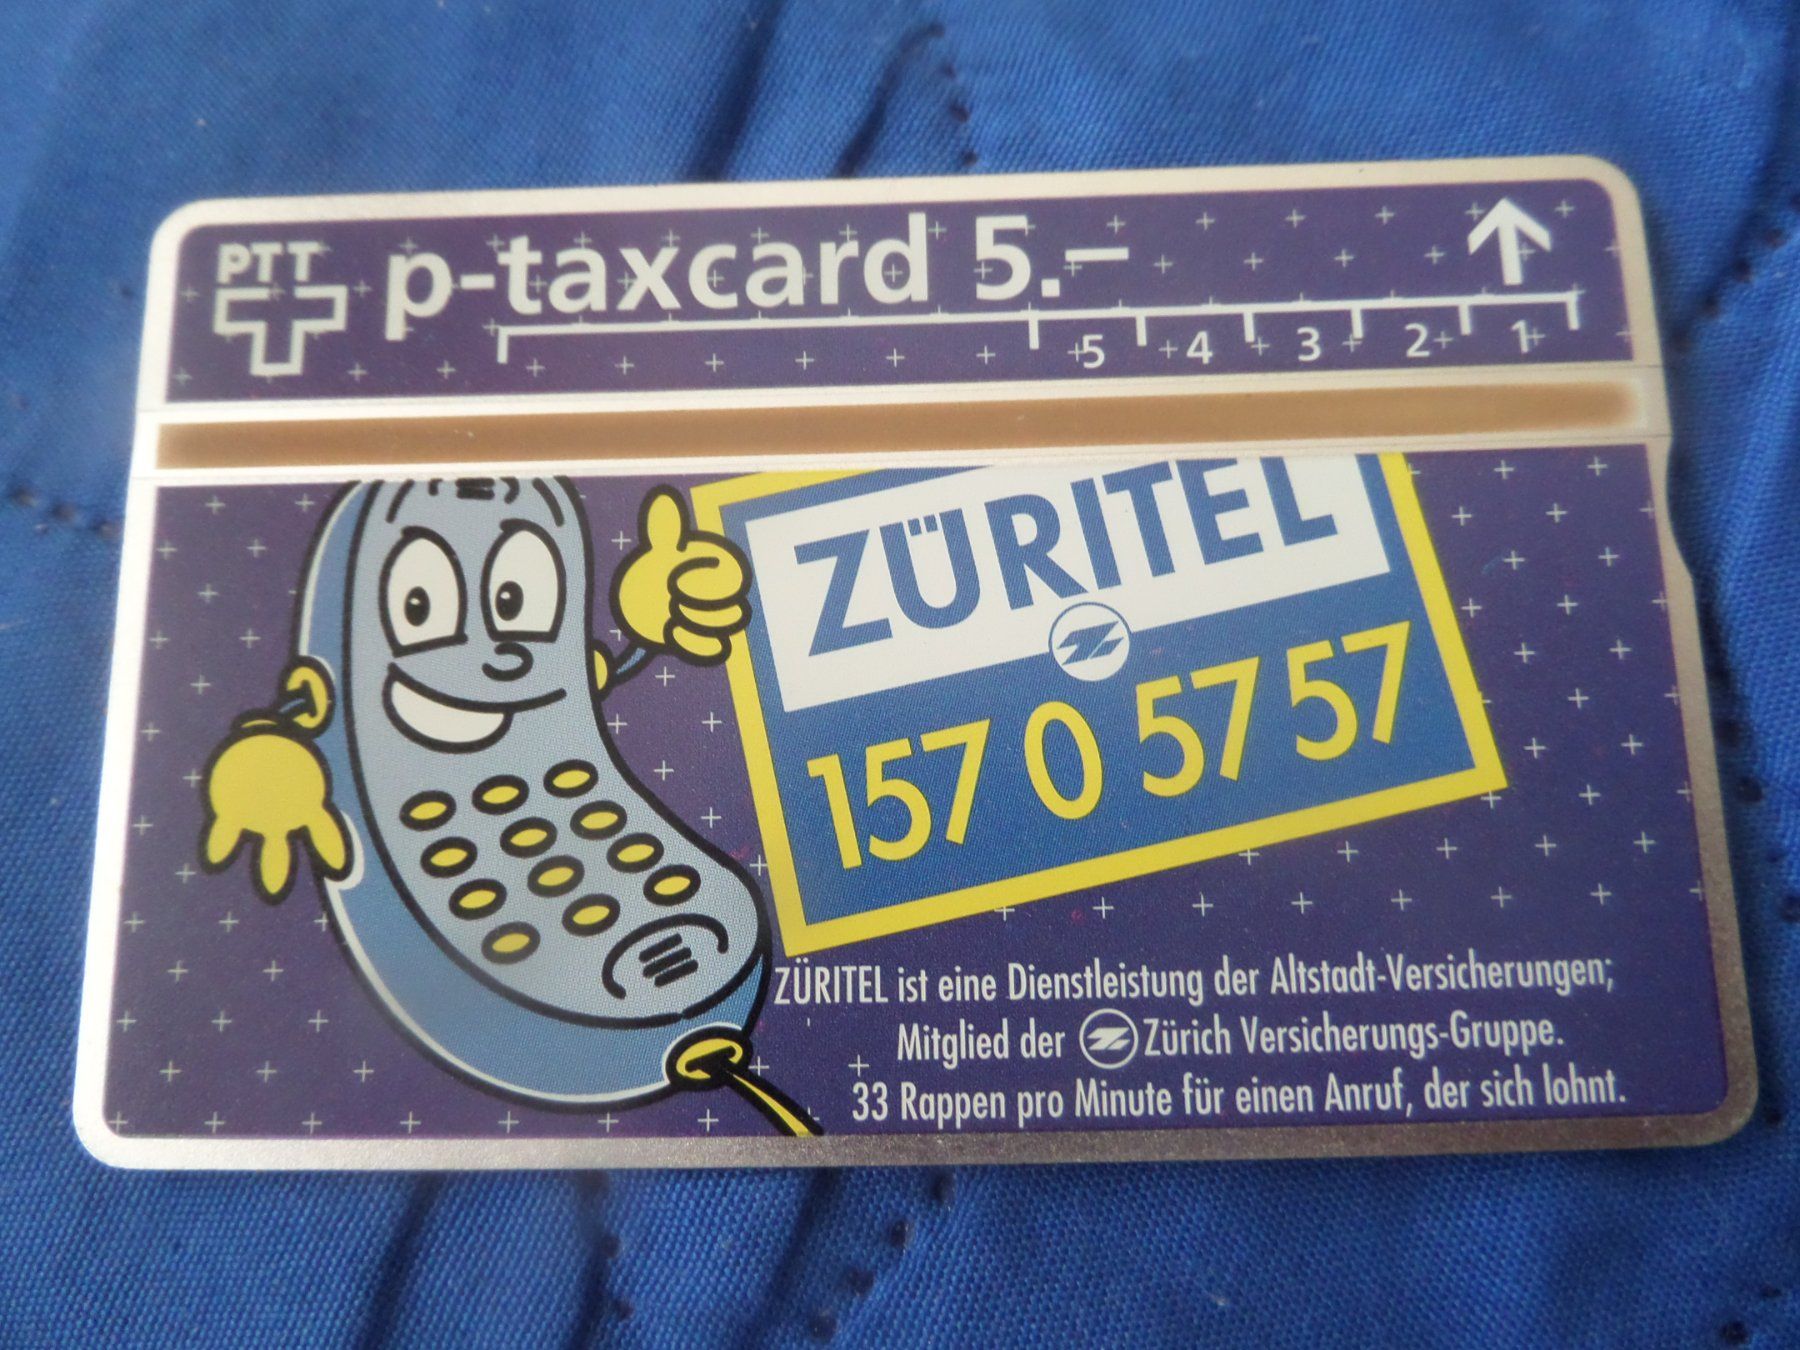 PTT p-taxcard 5.–
5 4 3 2 1
ZÜRITEL
157 0 57 57
ZÜRITEL ist eine Dienstleistung der Altstadt-Versicherungen;
Mitglied der Zürich Versicherungs-Gruppe.
33 Rappen pro Minute für einen Anruf, der sich lohnt.